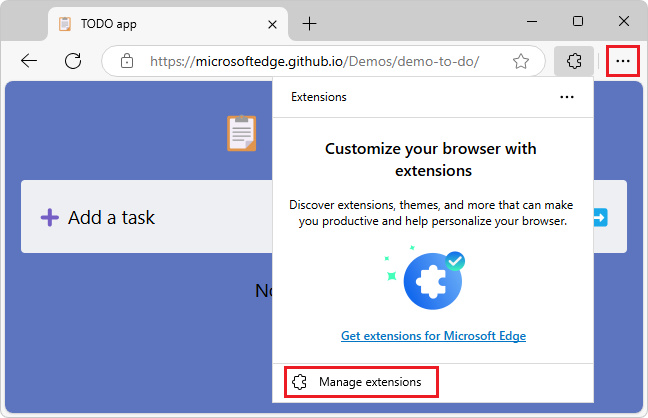 TODO app
https://microsoftedge.github.io/Demos/demo-to-do/
Extensions
Customize your browser with
extensions
Discover extensions, themes, and more that can make
you productive and help personalize your browser.
Add a task
Get extensions for Microsoft Edge
Manage extensions